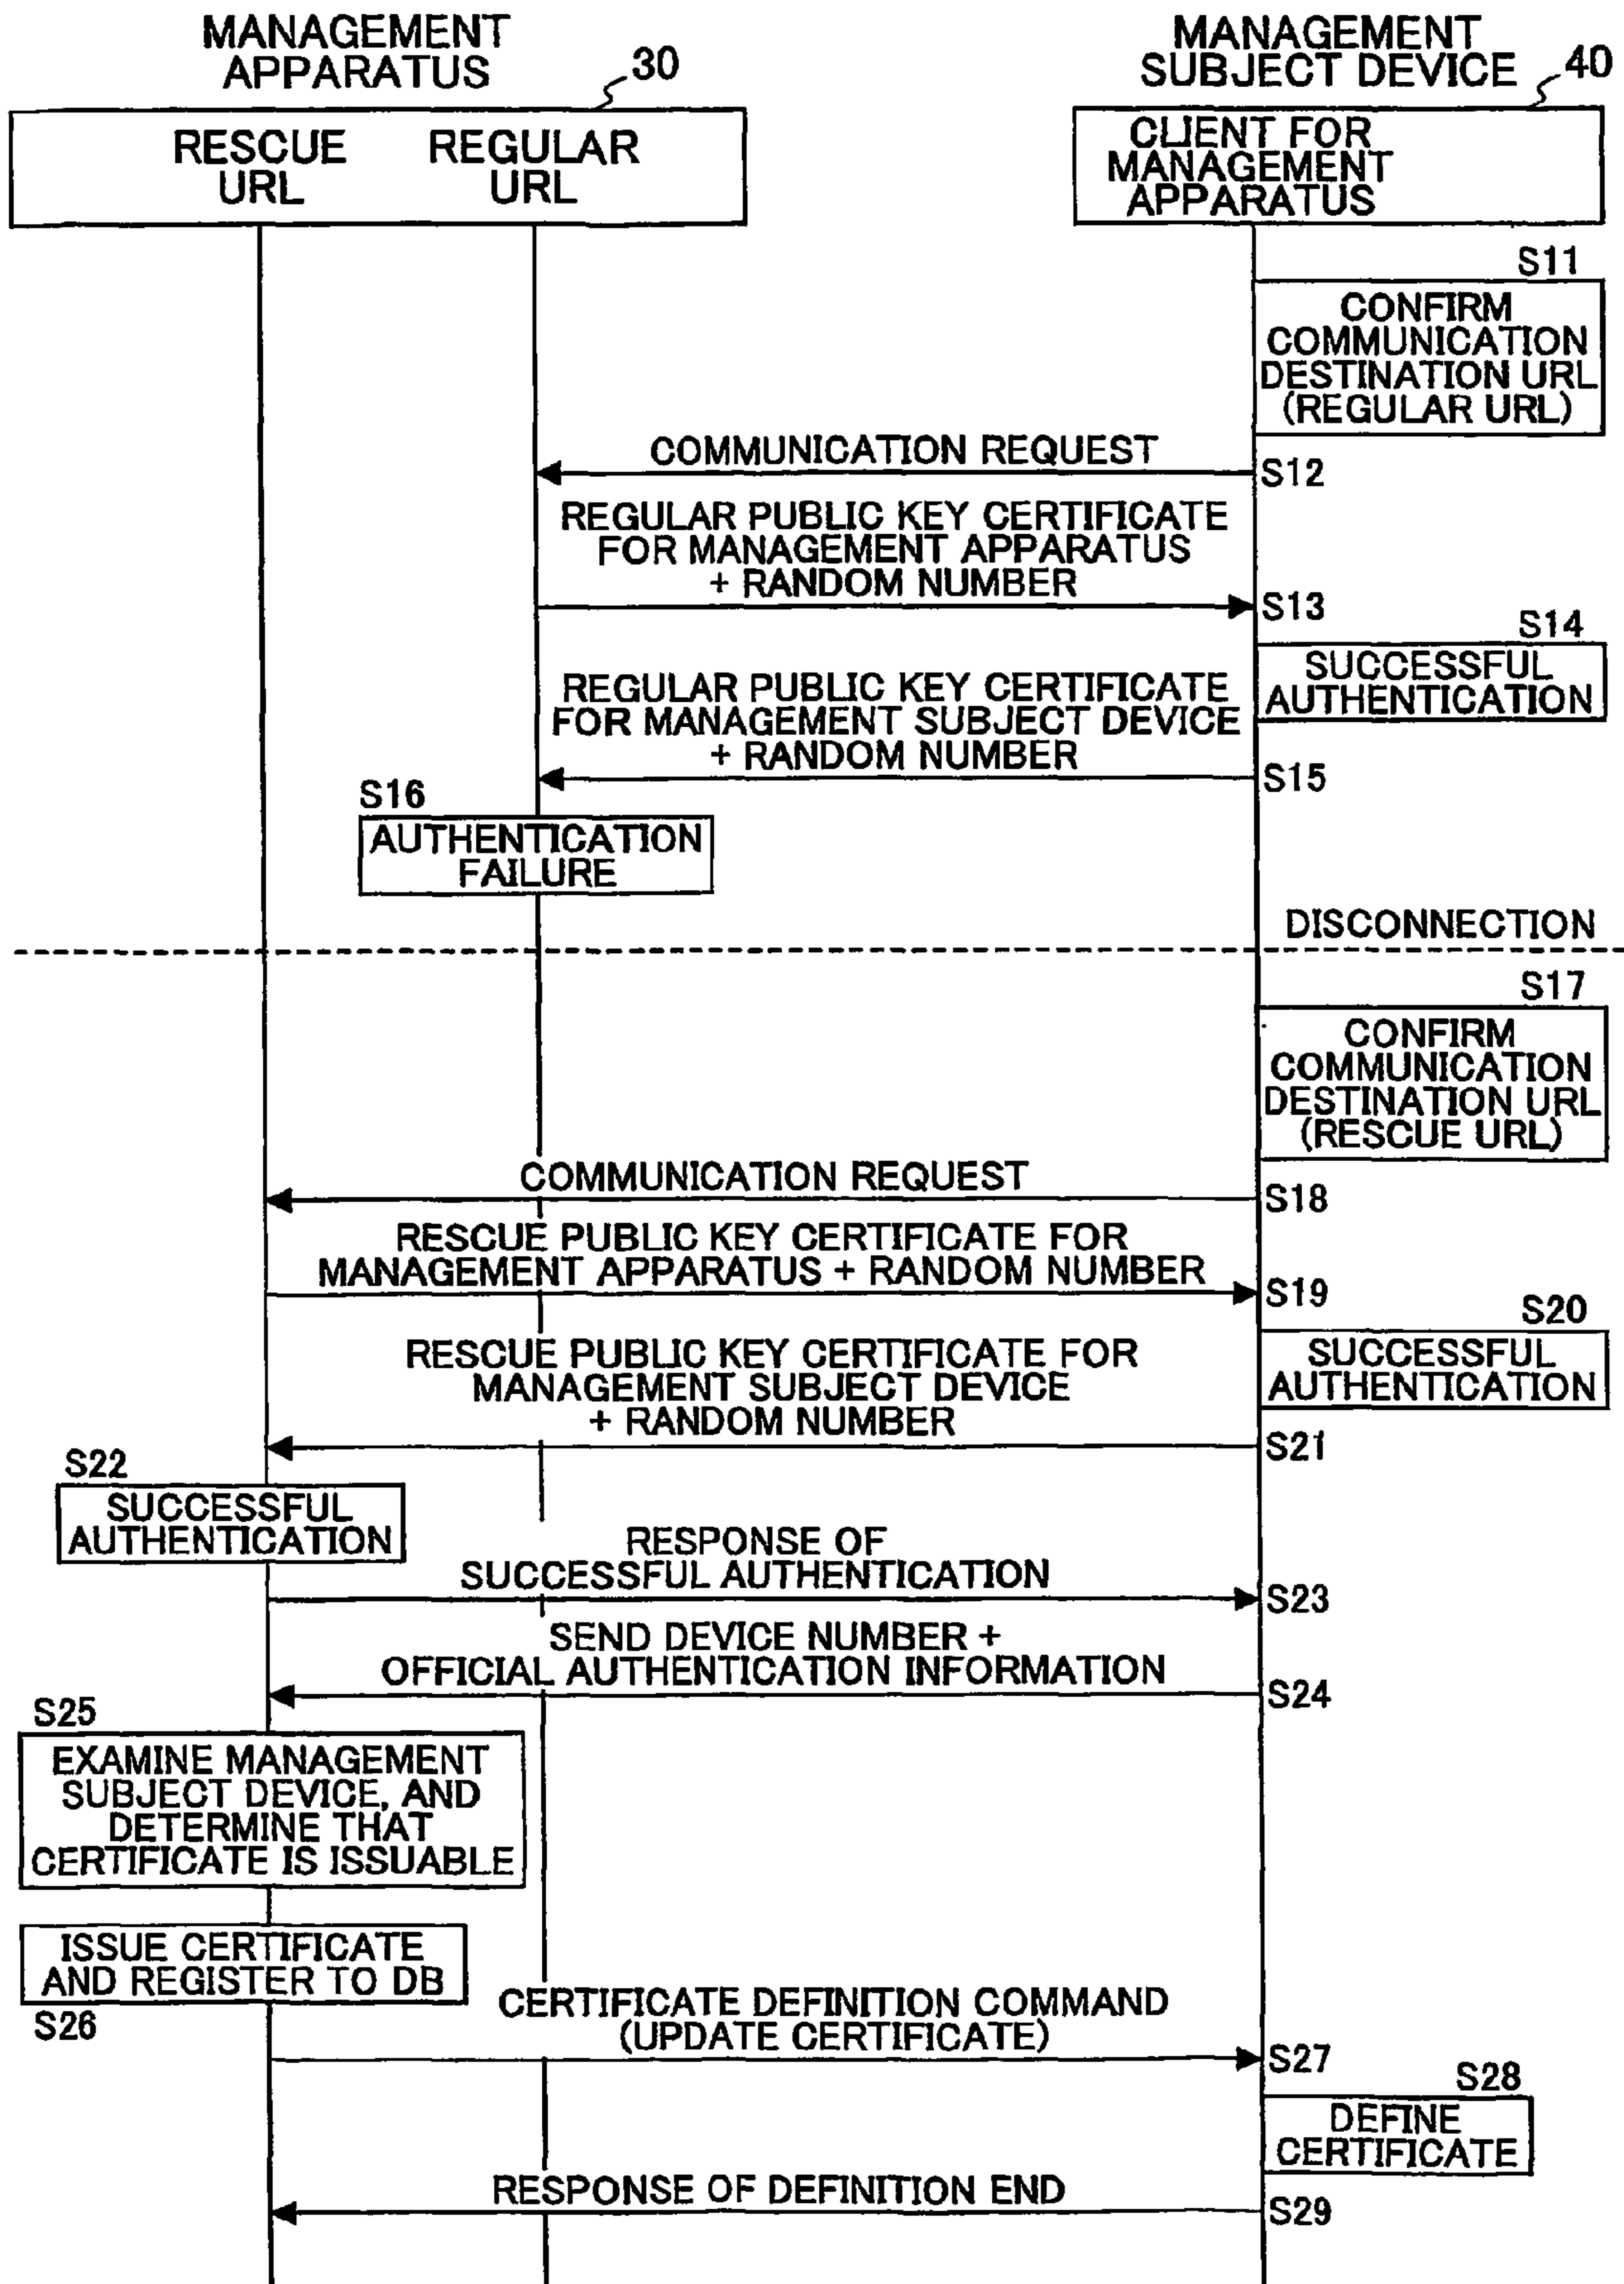 MANAGEMENT
APPARATUS
30
MANAGEMENT
SUBJECT DEVICE
40
RESCUE
URL
REGULAR
URL
CLIENT FOR
MANAGEMENT
APPARATUS
S11
CONFIRM
COMMUNICATION
DESTINATION URL
(REGULAR URL)
COMMUNICATION REQUEST
S12
REGULAR PUBLIC KEY CERTIFICATE
FOR MANAGEMENT APPARATUS
+ RANDOM NUMBER
S13
S14
SUCCESSFUL
AUTHENTICATION
REGULAR PUBLIC KEY CERTIFICATE
FOR MANAGEMENT SUBJECT DEVICE
+ RANDOM NUMBER
S15
S16
AUTHENTICATION
FAILURE
DISCONNECTION
S17
CONFIRM
COMMUNICATION
DESTINATION URL
(RESCUE URL)
COMMUNICATION REQUEST
S18
RESCUE PUBLIC KEY CERTIFICATE FOR
MANAGEMENT APPARATUS + RANDOM NUMBER
S19
S20
SUCCESSFUL
AUTHENTICATION
RESCUE PUBLIC KEY CERTIFICATE FOR
MANAGEMENT SUBJECT DEVICE
+ RANDOM NUMBER
S21
S22
SUCCESSFUL
AUTHENTICATION
RESPONSE OF
SUCCESSFUL AUTHENTICATION
S23
SEND DEVICE NUMBER +
OFFICIAL AUTHENTICATION INFORMATION
S24
S25
EXAMINE MANAGEMENT
SUBJECT DEVICE, AND
DETERMINE THAT
CERTIFICATE IS ISSUABLE
ISSUE CERTIFICATE
AND REGISTER TO DB
S26
CERTIFICATE DEFINITION COMMAND
(UPDATE CERTIFICATE)
S27
S28
DEFINE
CERTIFICATE
RESPONSE OF DEFINITION END
S29